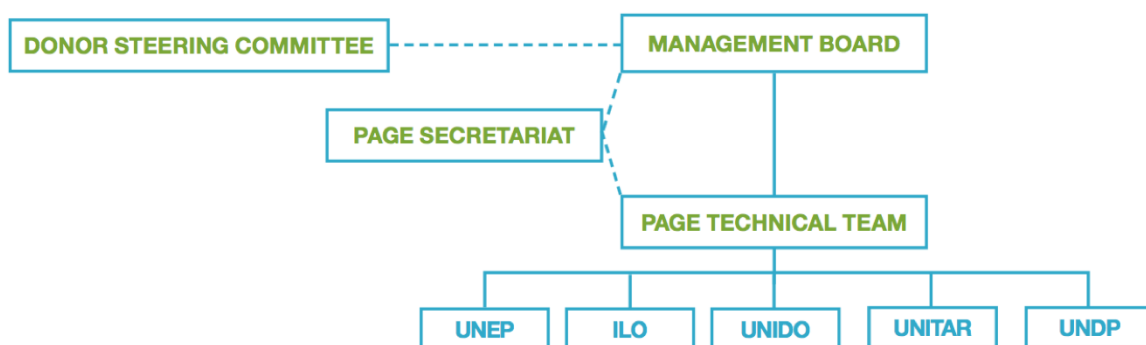 DONOR STEERING COMMITTEE
MANAGEMENT BOARD
PAGE SECRETARIAT
PAGE TECHNICAL TEAM
UNEP
ILO
UNIDO
UNITAR
UNDP